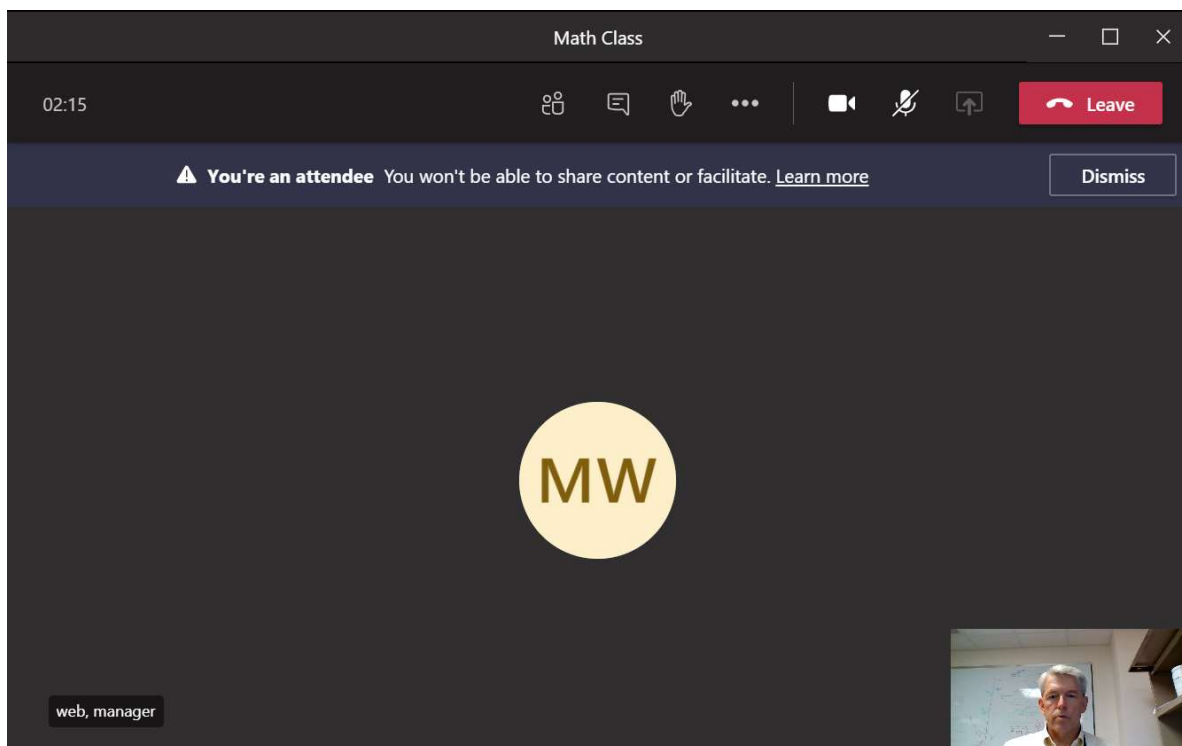 Math Class
02:15
Leave
You're an attendee You won't be able to share content or facilitate. Learn more
Dismiss
MW
web, manager